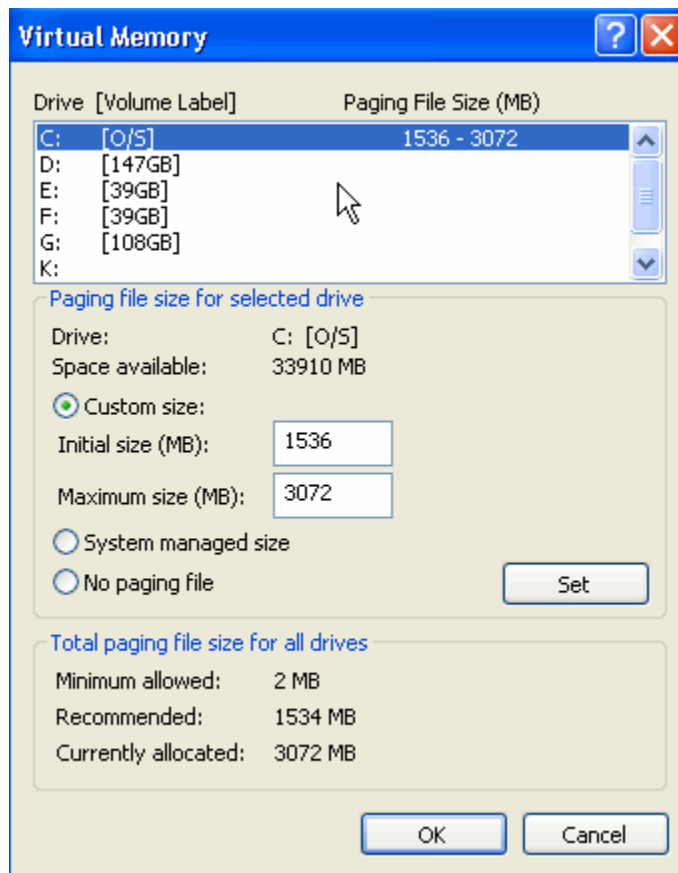 Virtual Memory
Drive [Volume Label] Paging File Size (MB)
C: [O/S] 1536 - 3072
D: [147GB]
E: [39GB]
F: [39GB]
G: [108GB]
K:
Paging file size for selected drive
Drive: C: [O/S]
Space available: 33910 MB
Custom size:
Initial size (MB): 1536
Maximum size (MB): 3072
System managed size
No paging file Set
Total paging file size for all drives
Minimum allowed: 2 MB
Recommended: 1534 MB
Currently allocated: 3072 MB
OK Cancel